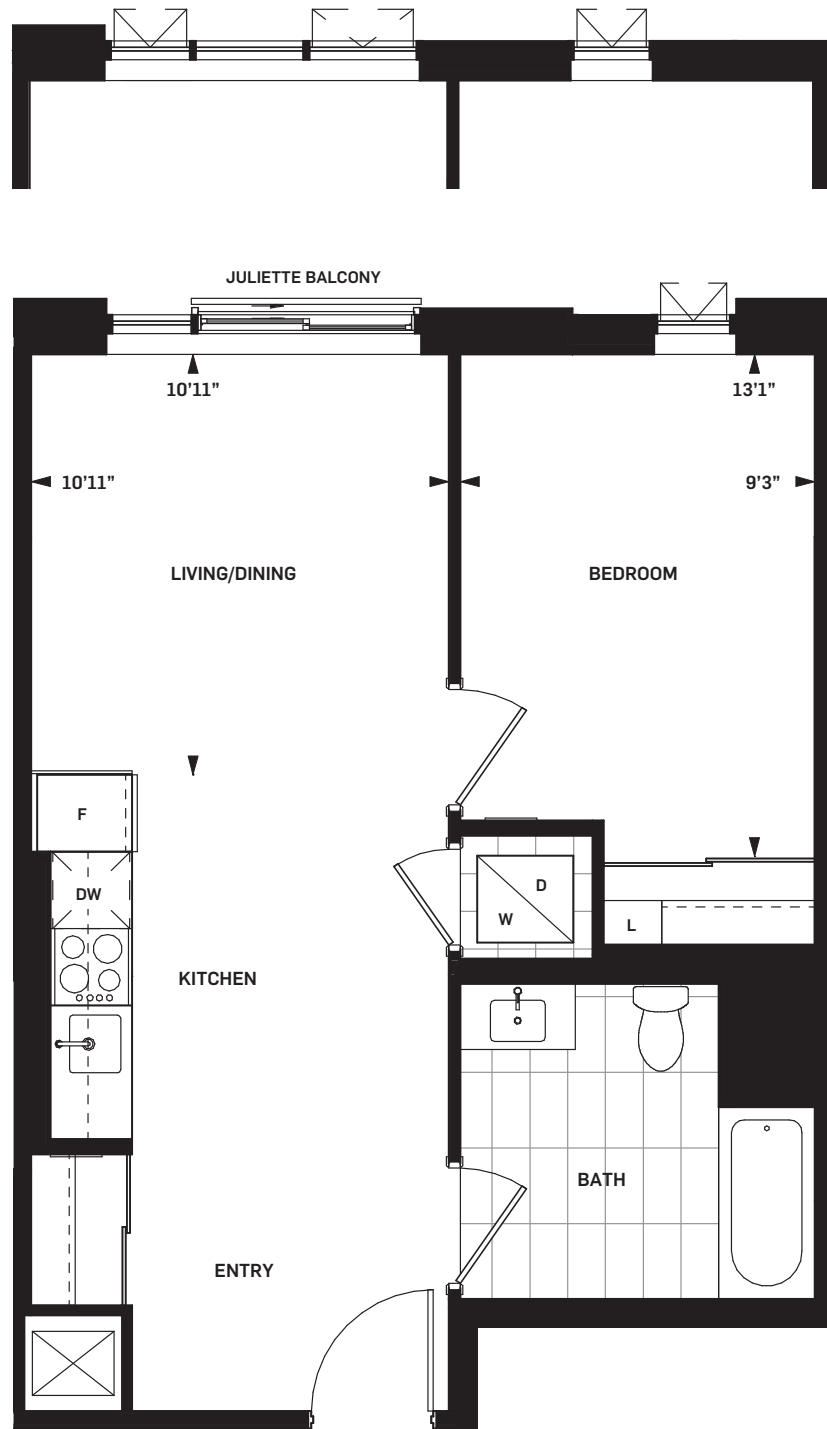 JULIETTE BALCONY
10'11" 13'1"
10'11" 9'3"
LIVING/DINING BEDROOM
F
DW
D
W
L
KITCHEN
BATH
ENTRY